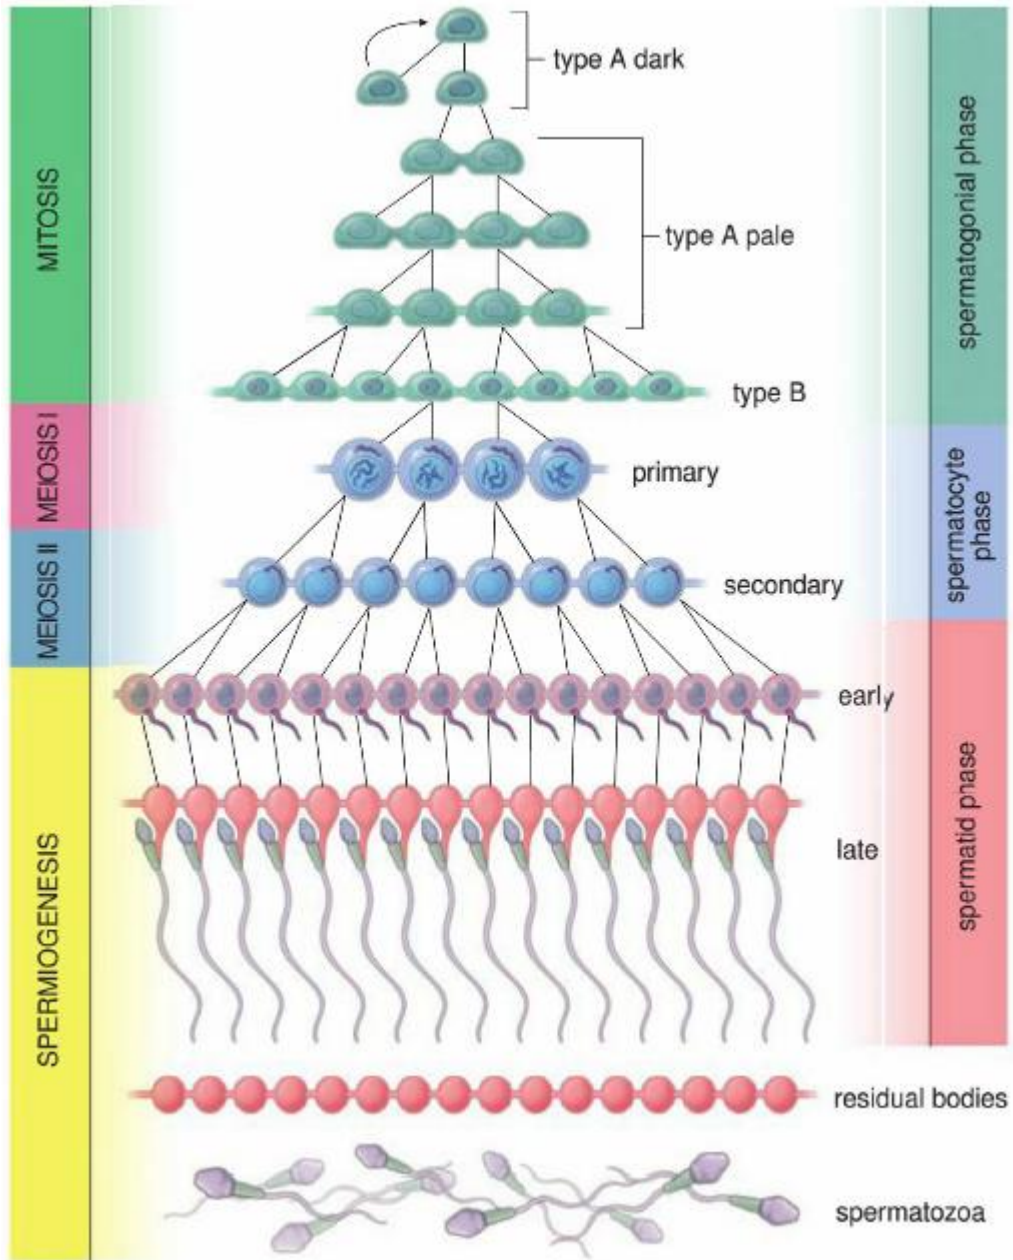 type A dark
type A pale
type B
primary
secondary
early
late
residual bodies
spermatozoa
MITOSIS
MEIOSIS I
MEIOSIS II
SPERMIOGENESIS
spermatogonial phase
spermatocyte
phase
spermatid phase